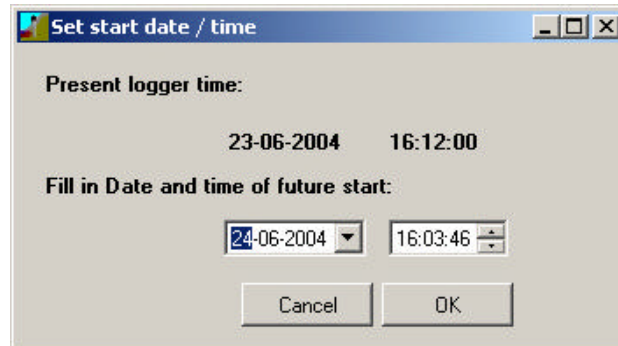 Set start date / time
Present logger time:
23-06-2004 16:12:00
Fill in Date and time of future start:
24-06-2004 16:03:46
Cancel OK